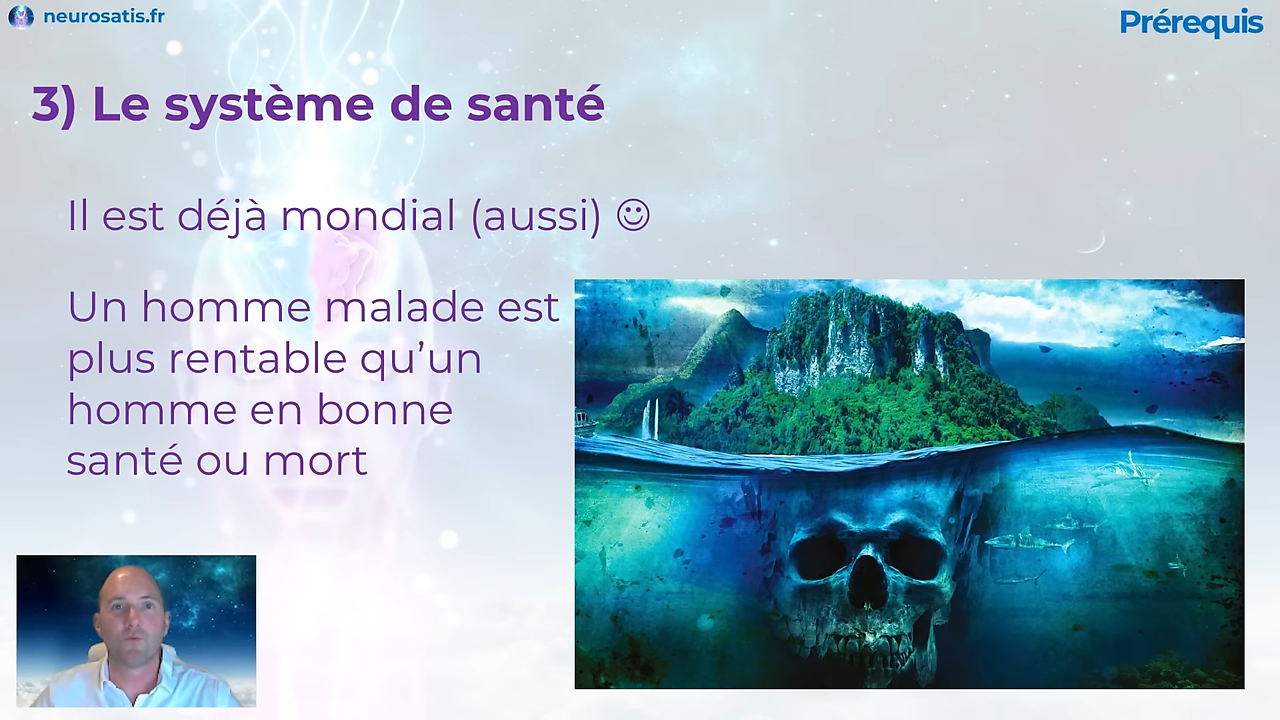 neurosatis.fr
Prérequis
3) Le système de santé
Il est déjà mondial (aussi) ☺
Un homme malade est
plus rentable qu’un
homme en bonne
santé ou mort